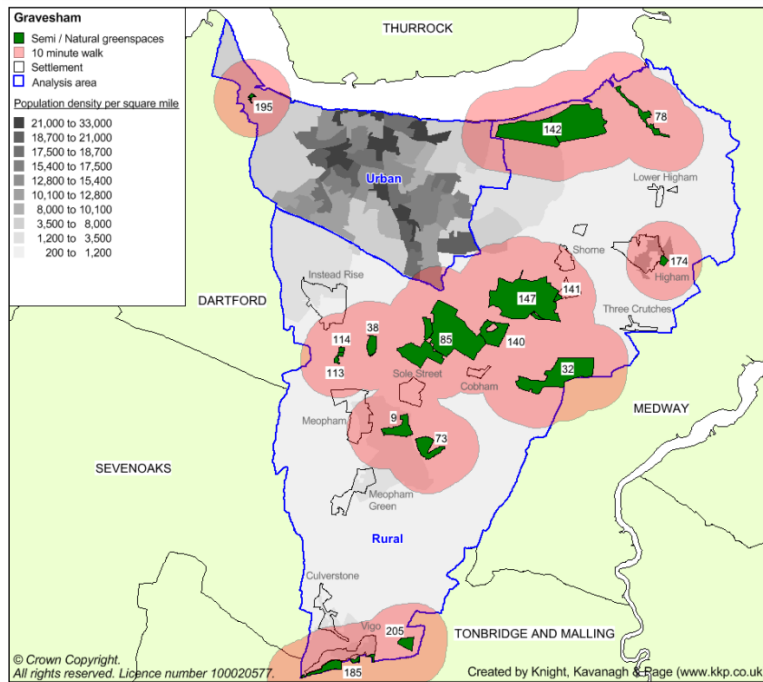 Gravesham
Semi / Natural greenspaces
10 minute walk
Settlement
Analysis area
Population density per square mile
21,000 to 33,000
18,700 to 21,000
17,500 to 18,700
15,400 to 17,500
12,800 to 15,400
10,100 to 12,800
8,000 to 10,100
3,500 to 8,000
1,200 to 3,500
200 to 1,200
THURROCK
195
142
78
Urban
Lower Higham
Shorne
174
Higham
Instead Rise
141
147
DARTFORD
Three Crutches
114
38
85
140
113
Sole Street
Cobham
32
Meopham
9
MEDWAY
73
SEVENOAKS
Meopham
Green
Rural
Culverstone
Vigo
205
TONBRIDGE AND MALLING
185
© Crown Copyright.
All rights reserved. Licence number 100020577.
Created by Knight, Kavanagh & Page (www.kkp.co.uk